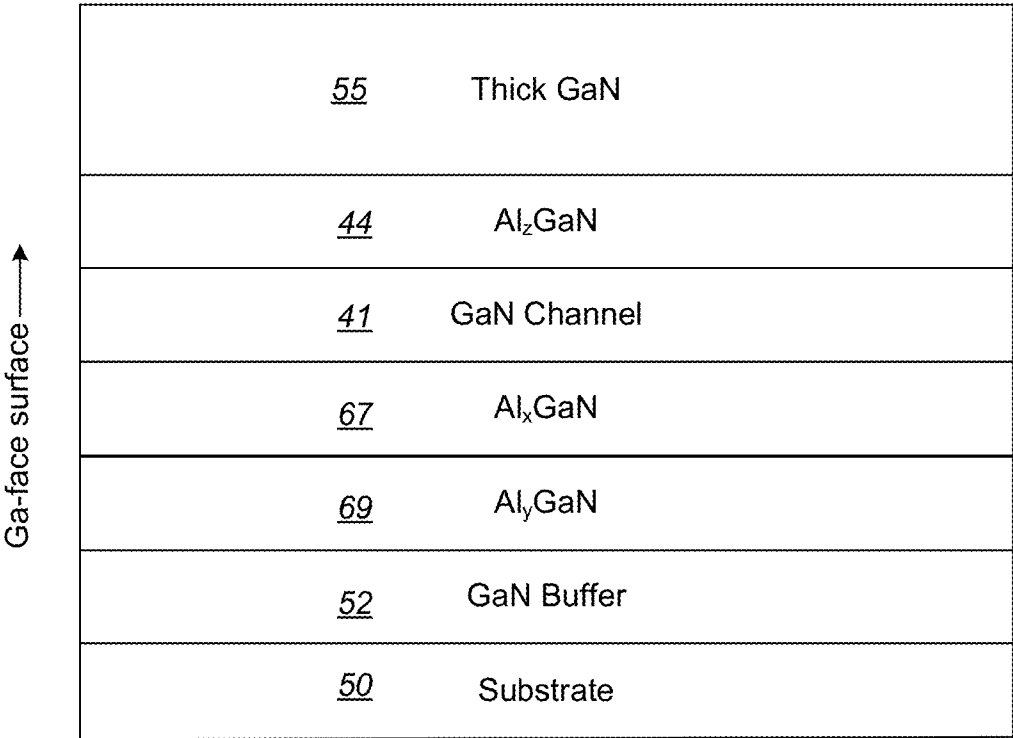 55 Thick GaN
44 AlzGaN
41 GaN Channel
67 AlxGaN
69 AlyGaN
52 GaN Buffer
50 Substrate
Ga-face surface